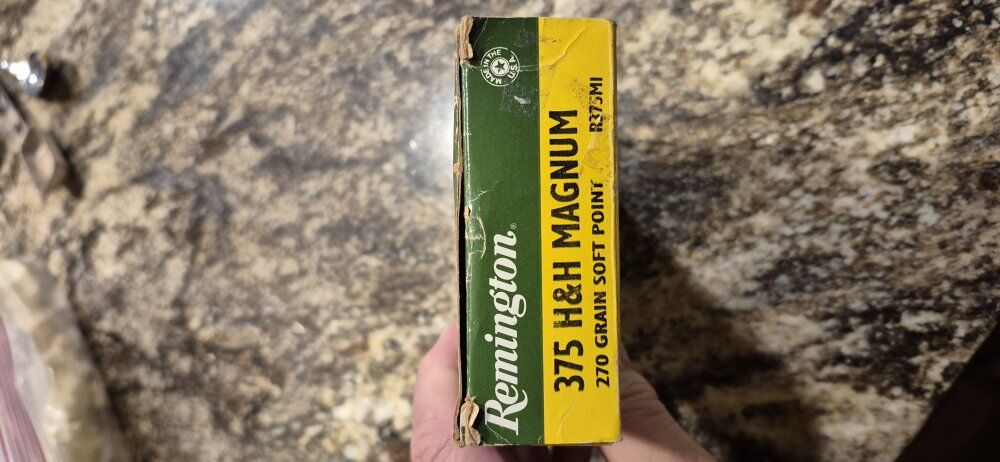 MADE IN THE USA
Remington®
375 H&H MAGNUM
270 GRAIN SOFT POINT R375M1